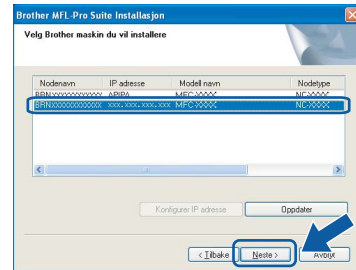 Brother MFL-Pro Suite Installasjon
Velg Brother maskin du vil installere
Nodenavn IP adresse Modell navn Nodetype
BRNXXXXXXXXXXXX APIPA MFC-XXXX NC-XXXX
BRNXXXXXXXXXXXX xxx.xxx.xxx.xxx MFC-XXXX NC-XXXX
Konfigurer IP adresse Oppdater
< Tilbake Neste > Avbryt